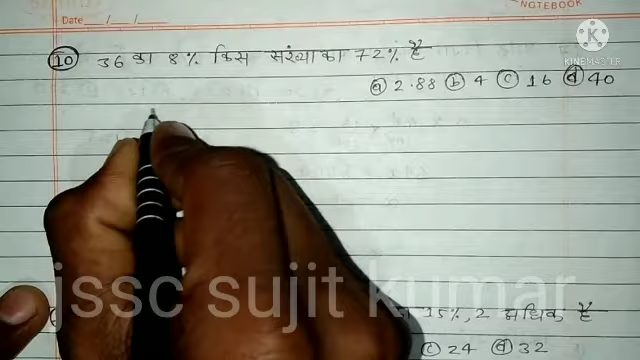 NOTEBOOK
Date
KINEMASTER
10 36 का 8% किस संख्या का 72% है
a 2.88 b 4 c 16 d 40
jssc sujit kumar
15%, 2 अधिक है
c 24 d 32